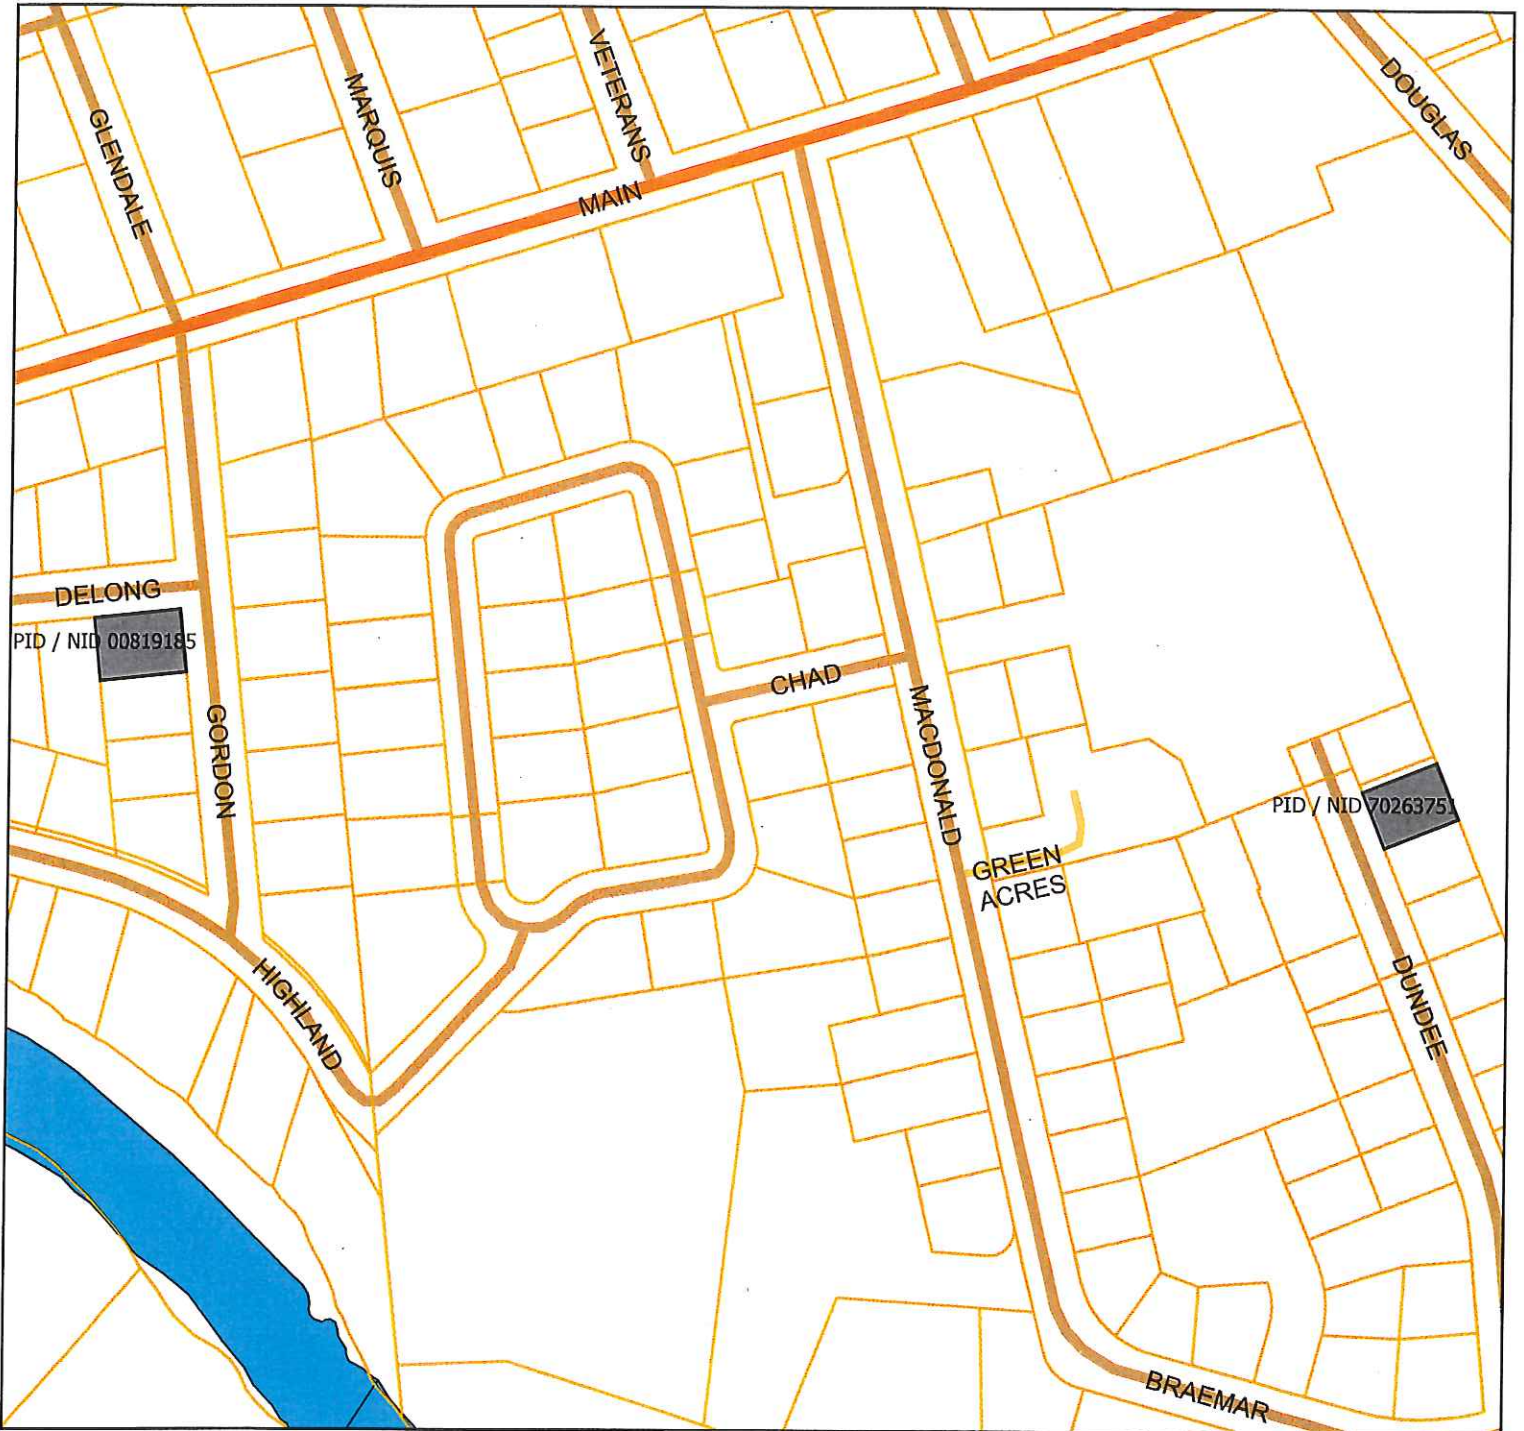 GLENDALE
MARQUIS
VETERANS
MAIN
DOUGLAS
DELONG
PID / NID 00819185
GORDON
CHAD
MACDONALD
PID / NID 70263751
GREEN
ACRES
HIGHLAND
DUNDEE
BRAEMAR